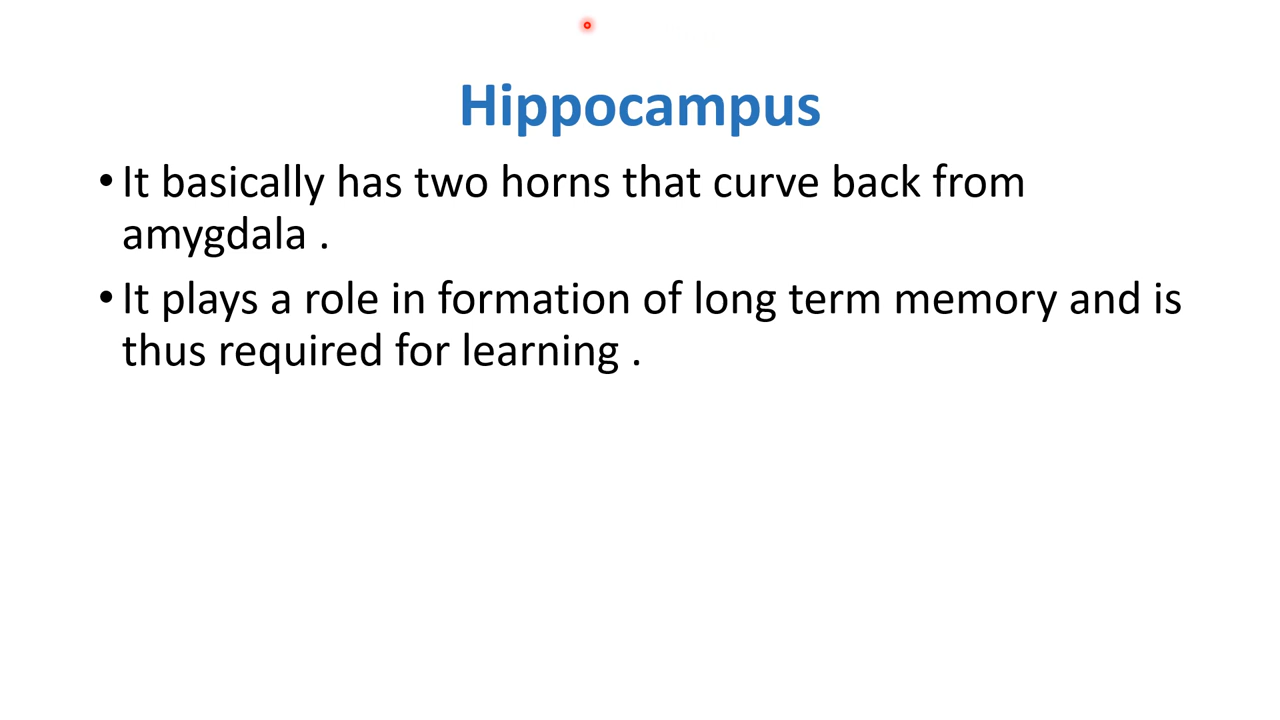 Hippocampus
• It basically has two horns that curve back from
amygdala .
• It plays a role in formation of long term memory and is
thus required for learning .